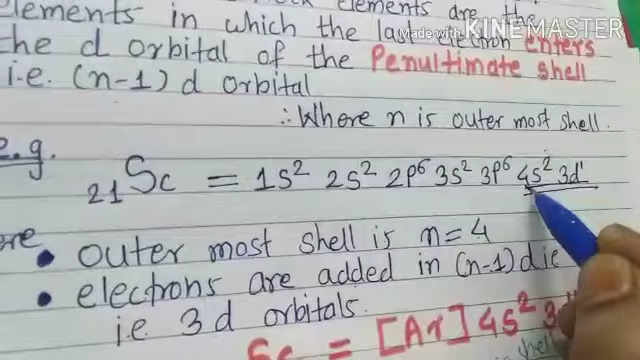 elements in which the last electron enters
the d orbital of the Penultimate shell
i.e. (n-1) d orbital
∴ Where n is outer most shell.
e.g.
₂₁Sc = 1s² 2s² 2p⁶ 3s² 3p⁶ 4s² 3d¹
• outer most shell is n = 4
• electrons are added in (n-1) d ie
i.e. 3d orbitals.
Sc = [Ar] 4s² 3
shell
Made with KINEMASTER